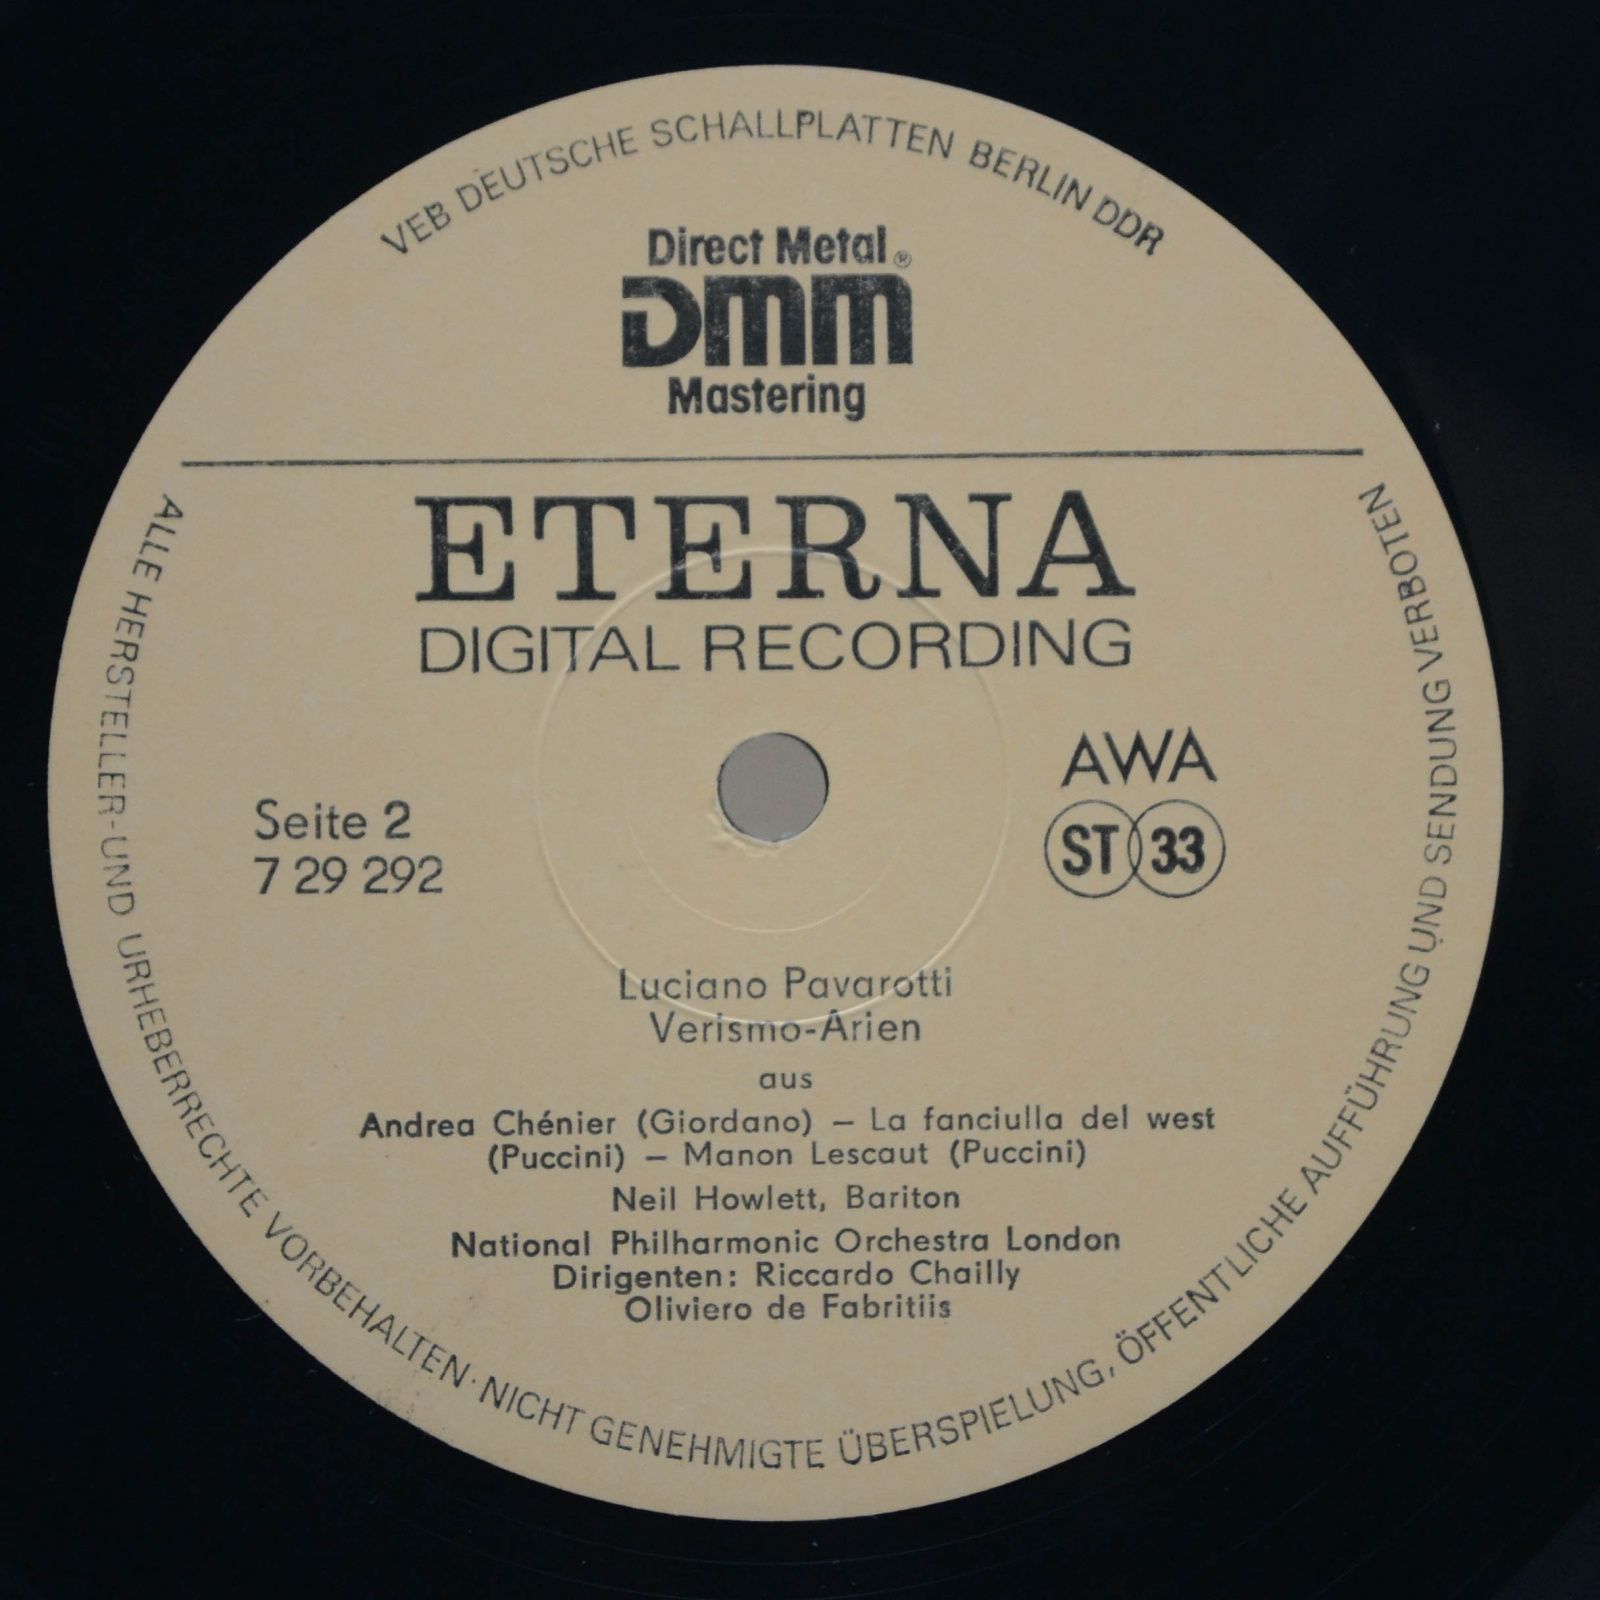 VEB DEUTSCHE SCHALLPLATTEN BERLIN DDR
Direct Metal ®
DMM
Mastering
ETERNA
DIGITAL RECORDING
AWA
Seite 2
ST 33
7 29 292
Luciano Pavarotti
Verismo-Arien
aus
Andrea Chénier (Giordano) – La fanciulla del west
(Puccini) – Manon Lescaut (Puccini)
Neil Howlett, Bariton
National Philharmonic Orchestra London
Dirigenten: Riccardo Chailly
Oliviero de Fabritiis
ALLE HERSTELLER-UND URHEBERRECHTE VORBEHALTEN · NICHT GENEHMIGTE ÜBERSPIELUNG, ÖFFENTLICHE AUFFÜHRUNG UND SENDUNG VERBOTEN